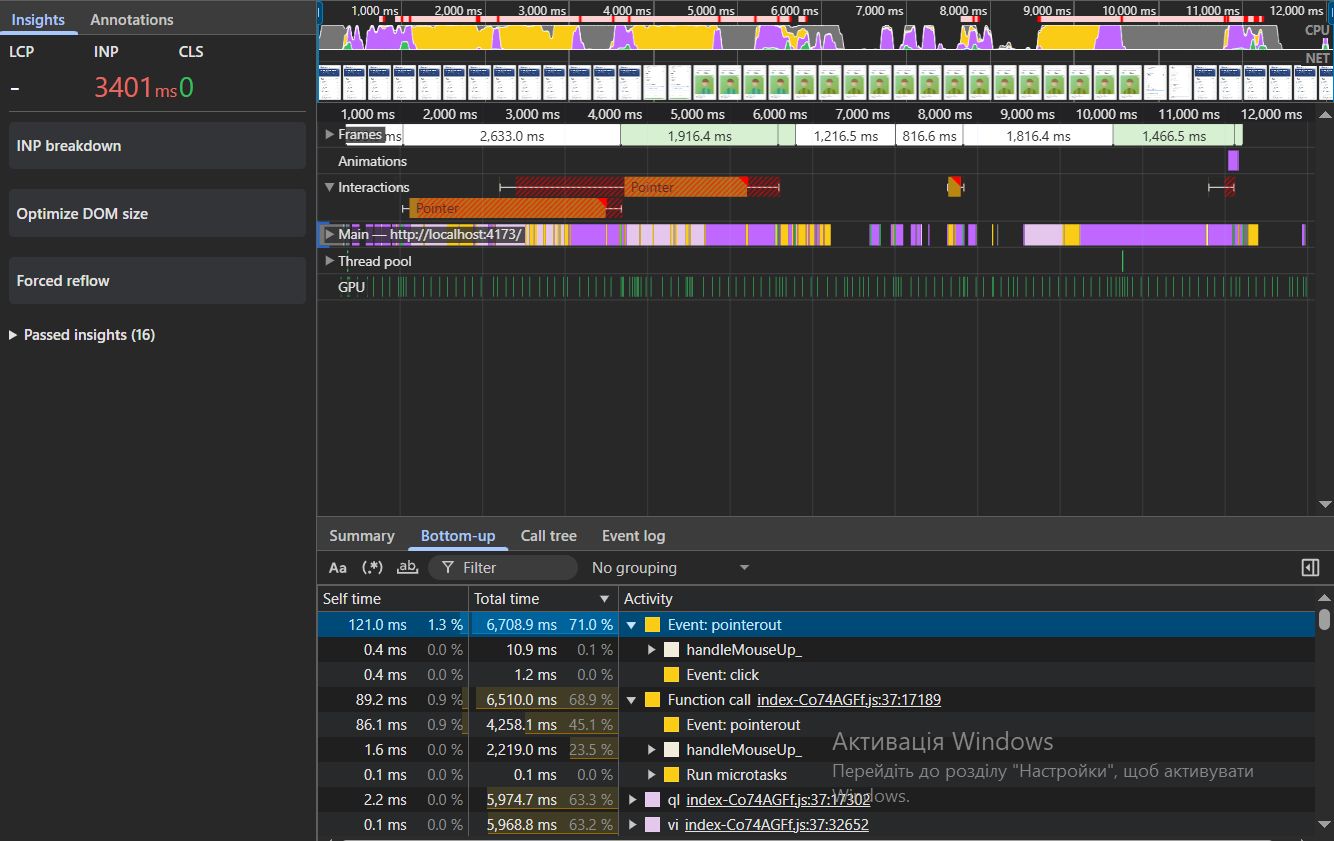 Insights Annotations
LCP INP CLS
- 3401 ms 0
INP breakdown
Optimize DOM size
Forced reflow
Passed insights (16)
1,000 ms 2,000 ms 3,000 ms 4,000 ms 5,000 ms 6,000 ms 7,000 ms 8,000 ms 9,000 ms 10,000 ms 11,000 ms 12,000 ms
CPU
NET
1,000 ms 2,000 ms 3,000 ms 4,000 ms 5,000 ms 6,000 ms 7,000 ms 8,000 ms 9,000 ms 10,000 ms 11,000 ms 12,000 ms
Frames ms 2,633.0 ms 1,916.4 ms 1,216.5 ms 816.6 ms 1,816.4 ms 1,466.5 ms
Animations
Interactions Pointer
Pointer
Main — http://localhost:4173/
Thread pool
GPU
Summary Bottom-up Call tree Event log
Aa (.*) ab Filter No grouping
Self time Total time Activity
121.0 ms 1.3 % 6,708.9 ms 71.0 % Event: pointerout
0.4 ms 0.0 % 10.9 ms 0.1 % handleMouseUp_
0.4 ms 0.0 % 1.2 ms 0.0 % Event: click
89.2 ms 0.9 % 6,510.0 ms 68.9 % Function call index-Co74AGFf.js:37:17189
86.1 ms 0.9 % 4,258.1 ms 45.1 % Event: pointerout
1.6 ms 0.0 % 2,219.0 ms 23.5 % handleMouseUp_
0.1 ms 0.0 % 0.1 ms 0.0 % Run microtasks
2.2 ms 0.0 % 5,974.7 ms 63.3 % ql index-Co74AGFf.js:37:17302
0.1 ms 0.0 % 5,968.8 ms 63.2 % vi index-Co74AGFf.js:37:32652
Активація Windows
Перейдіть до розділу "Настройки", щоб активувати
Windows.